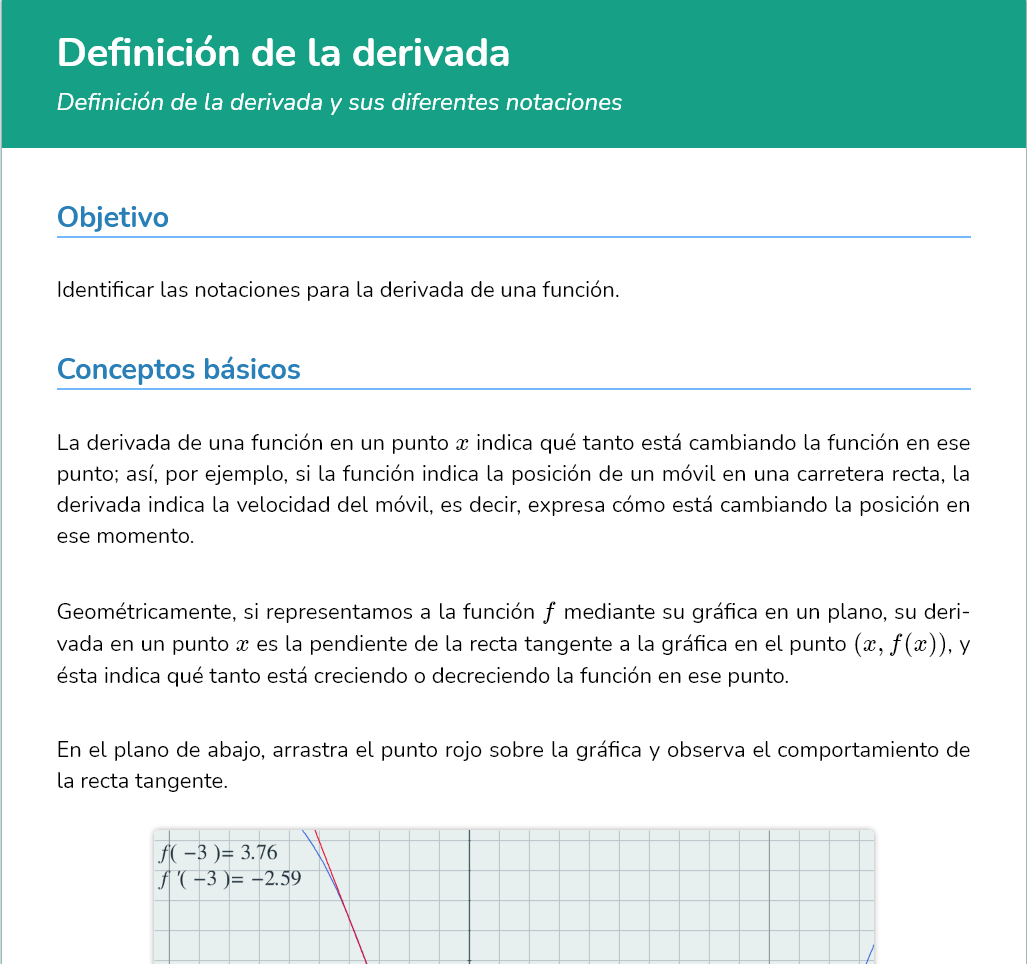 Definición de la derivada
Definición de la derivada y sus diferentes notaciones
Objetivo
Identificar las notaciones para la derivada de una función.
Conceptos básicos
La derivada de una función en un punto x indica qué tanto está cambiando la función en ese
punto; así, por ejemplo, si la función indica la posición de un móvil en una carretera recta, la
derivada indica la velocidad del móvil, es decir, expresa cómo está cambiando la posición en
ese momento.
Geométricamente, si representamos a la función f mediante su gráfica en un plano, su deri-
vada en un punto x es la pendiente de la recta tangente a la gráfica en el punto (x, f(x)), y
ésta indica qué tanto está creciendo o decreciendo la función en ese punto.
En el plano de abajo, arrastra el punto rojo sobre la gráfica y observa el comportamiento de
la recta tangente.
f( −3 )= 3.76
f '( −3 )= −2.59